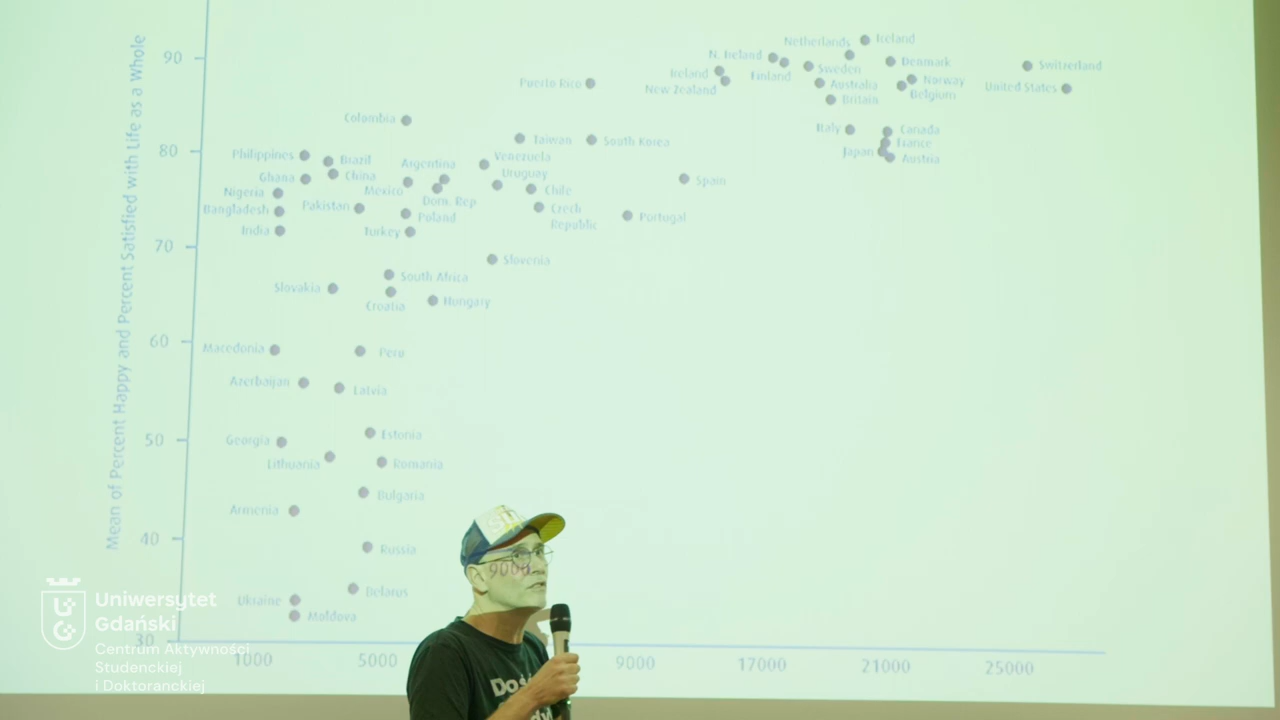 Mean of Percent Happy and Percent Satisfied with Life as a Whole
90
80
70
60
50
40
30
Netherlands
Iceland
N. Ireland
Denmark
Switzerland
Ireland
Finland
Sweden
Norway
Puerto Rico
New Zealand
Australia
United States
Belgium
Britain
Colombia
Italy
Canada
Taiwan
South Korea
France
Japan
Austria
Philippines
Brazil
Argentina
Venezuela
Ghana
China
Uruguay
Spain
Nigeria
Mexico
Chile
Bangladesh
Pakistan
Dom. Rep
Czech
Republic
Poland
Portugal
India
Turkey
Slovenia
South Africa
Slovakia
Croatia
Hungary
Macedonia
Peru
Azerbaijan
Latvia
Georgia
Estonia
Lithuania
Romania
Bulgaria
Armenia
Russia
Belarus
Ukraine
Moldova
1000
5000
9000
9000
17000
21000
25000
Uniwersytet
Gdański
Centrum Aktywności
Studenckiej
i Doktoranckiej
UG